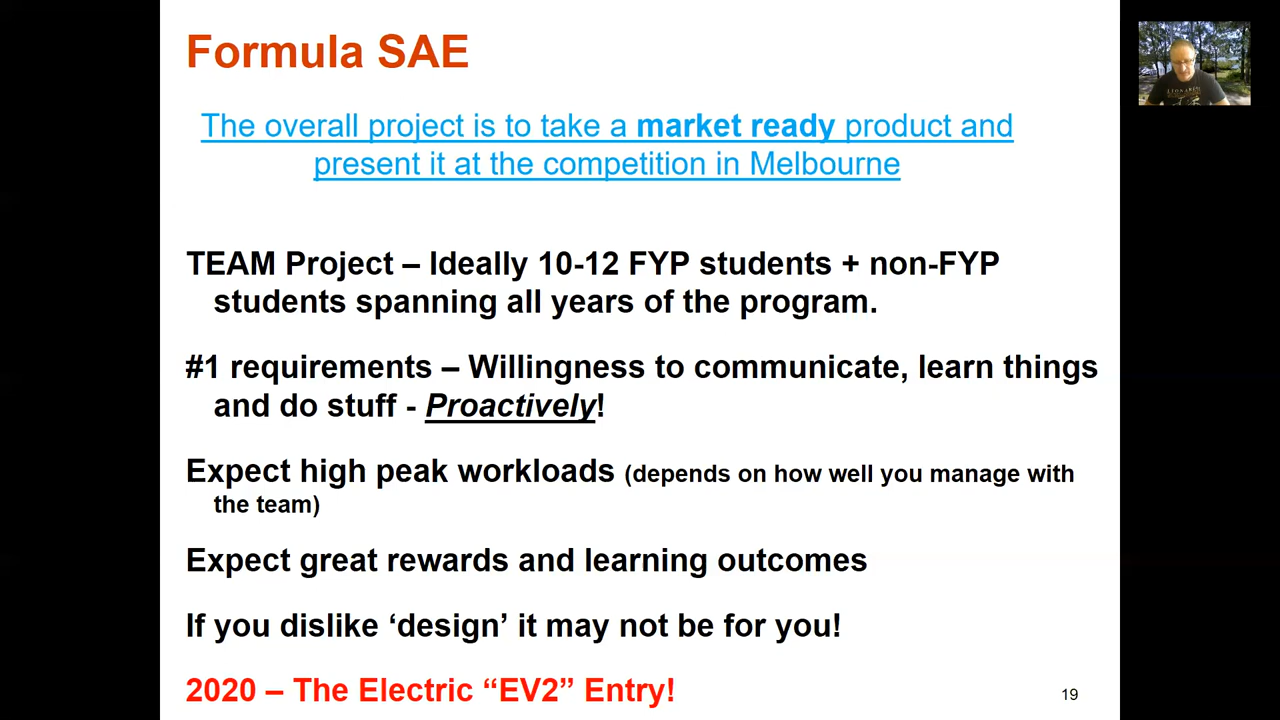 Formula SAE
The overall project is to take a market ready product and
present it at the competition in Melbourne
TEAM Project – Ideally 10-12 FYP students + non-FYP
students spanning all years of the program.
#1 requirements – Willingness to communicate, learn things
and do stuff - Proactively!
Expect high peak workloads (depends on how well you manage with
the team)
Expect great rewards and learning outcomes
If you dislike ‘design’ it may not be for you!
2020 – The Electric “EV2” Entry!
19